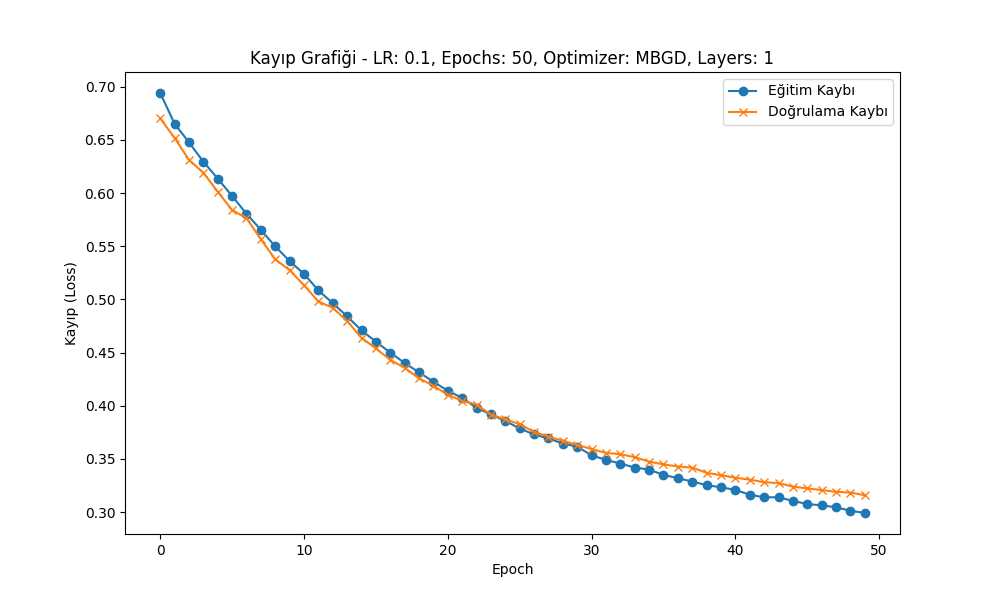 Kayıp Grafiği - LR: 0.1, Epochs: 50, Optimizer: MBGD, Layers: 1
Eğitim Kaybı
Doğrulama Kaybı
Kayıp (Loss)
0.70
0.65
0.60
0.55
0.50
0.45
0.40
0.35
0.30
0 10 20 30 40 50
Epoch